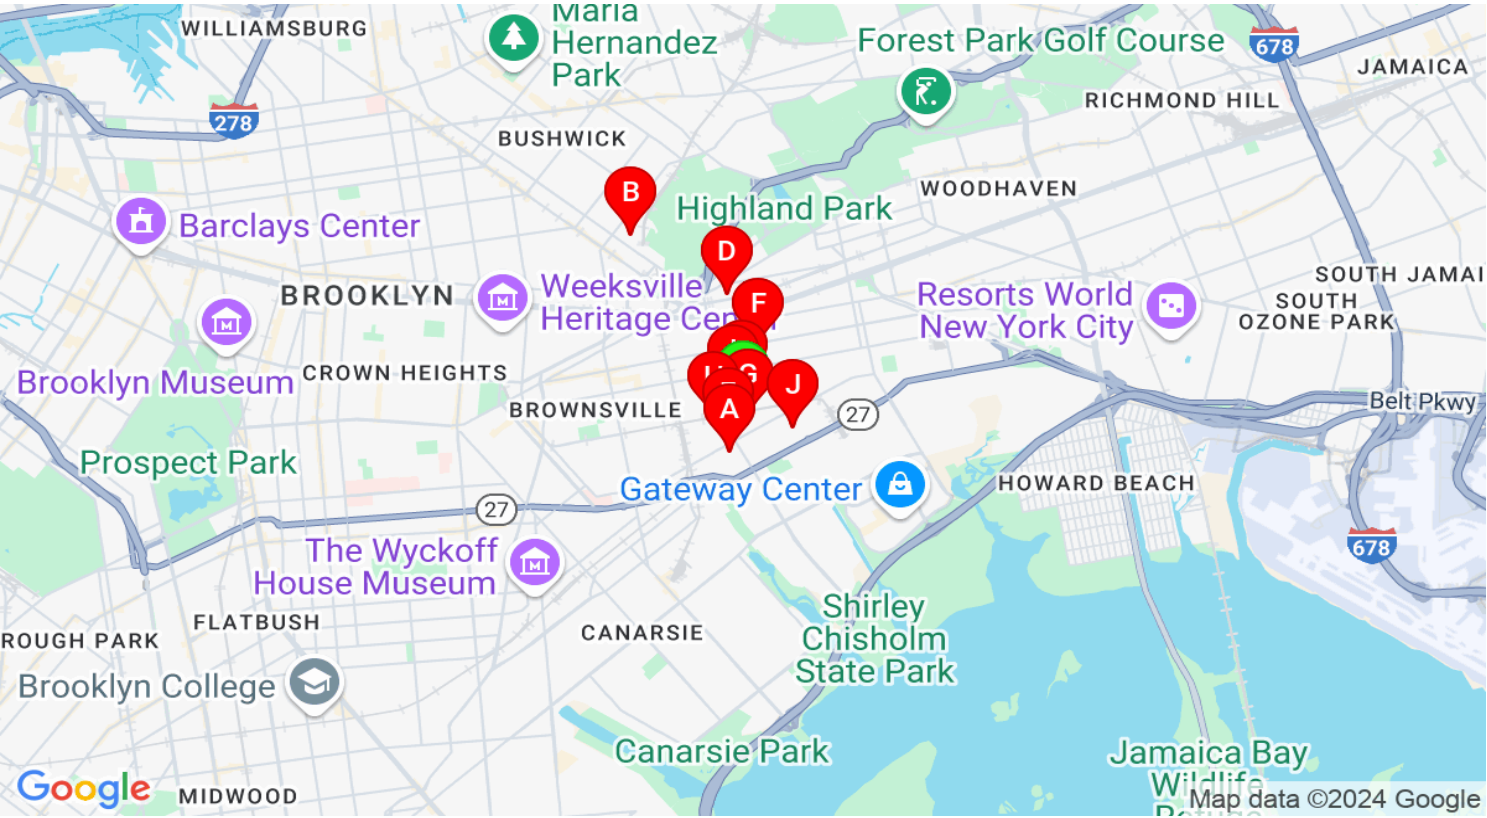 Maria
Hernandez
Park
WILLIAMSBURG
Forest Park Golf Course
678
JAMAICA
RICHMOND HILL
278
BUSHWICK
WOODHAVEN
B
Highland Park
Barclays Center
D
SOUTH JAMAI
BROOKLYN
Weeksville
Heritage Cen
F
Resorts World
New York City
SOUTH
OZONE PARK
Brooklyn Museum
CROWN HEIGHTS
G
J
BROWNSVILLE
A
27
Belt Pkwy
Prospect Park
Gateway Center
HOWARD BEACH
27
The Wyckoff
House Museum
678
FLATBUSH
ROUGH PARK
CANARSIE
Shirley
Chisholm
State Park
Brooklyn College
Canarsie Park
Jamaica Bay
Wildlife
Google
MIDWOOD
Map data ©2024 Google